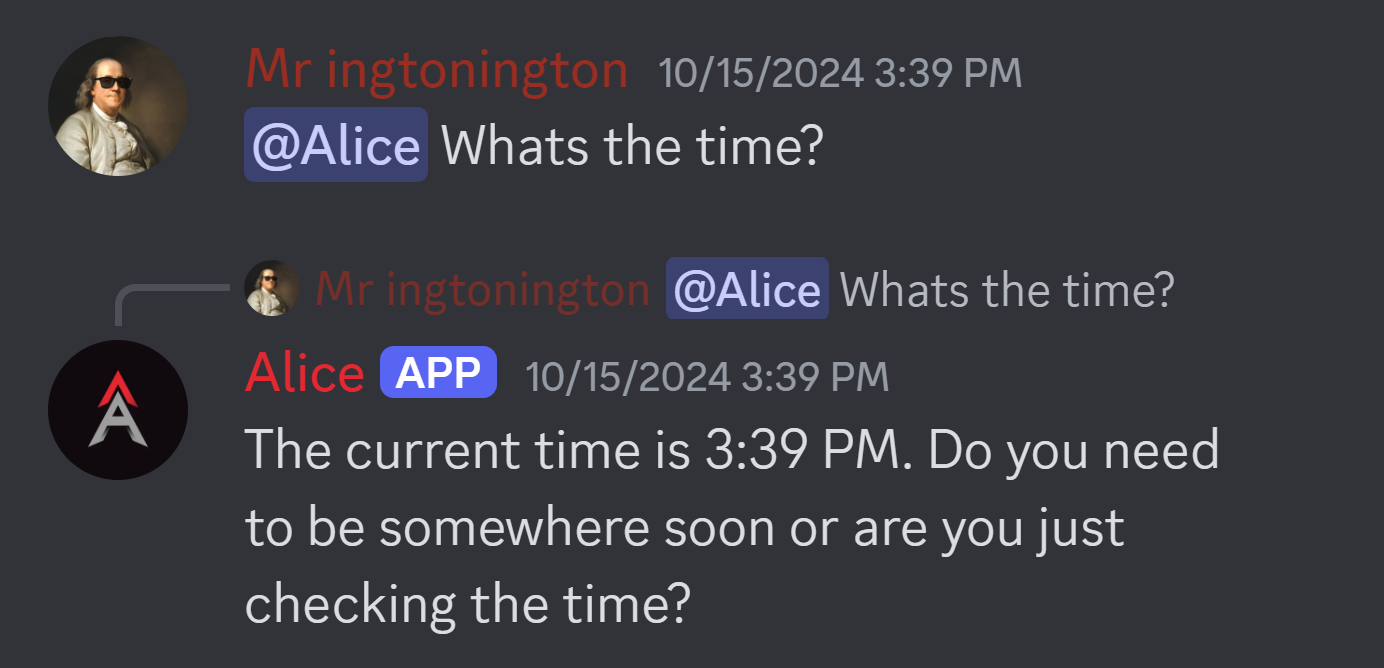 Mr ingtonington 10/15/2024 3:39 PM
@Alice Whats the time?
Mr ingtonington @Alice Whats the time?
Alice APP 10/15/2024 3:39 PM
The current time is 3:39 PM. Do you need
to be somewhere soon or are you just
checking the time?